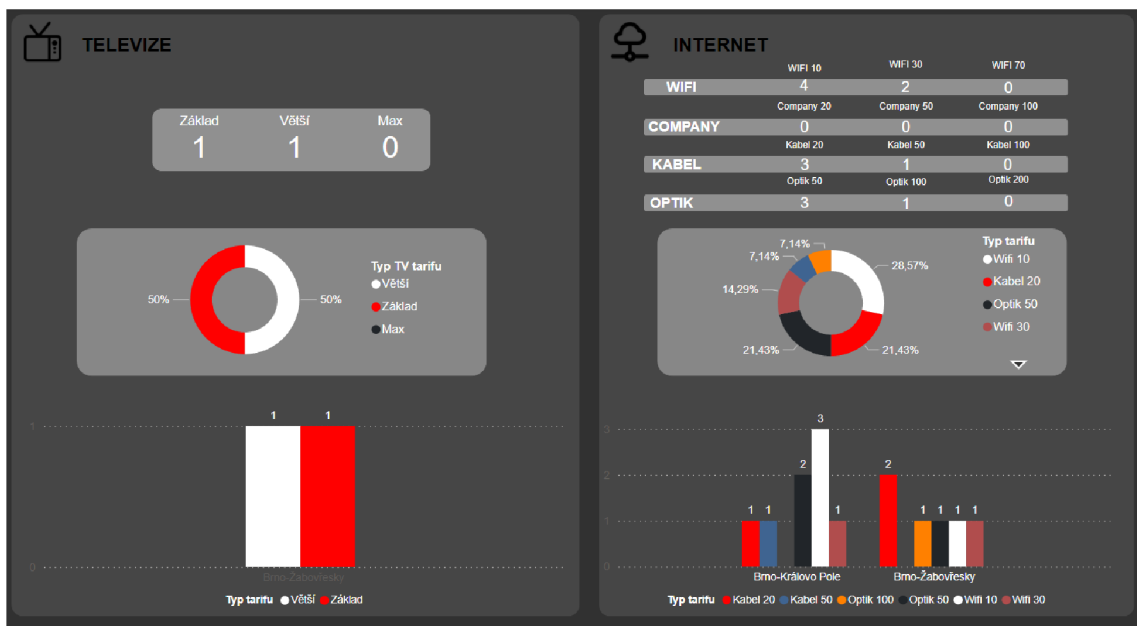 TELEVIZE
Základ Větší Max
1 1 0
50% 50%
Typ TV tarifu
Větší
Základ
Max
1 1
1
0
Brno-Žabovřesky
Typ tarifu Větší Základ
INTERNET
WIFI 10 WIFI 30 WIFI 70
WIFI 4 2 0
Company 20 Company 50 Company 100
COMPANY 0 0 0
Kabel 20 Kabel 50 Kabel 100
KABEL 3 1 0
Optik 50 Optik 100 Optik 200
OPTIK 3 1 0
7,14%
7,14%
28,57%
14,29%
21,43% 21,43%
Typ tarifu
Wifi 10
Kabel 20
Optik 50
Wifi 30
3
3
2 2
2
1 1 1 1 1 1 1
1
0
Brno-Královo Pole Brno-Žabovřesky
Typ tarifu Kabel 20 Kabel 50 Optik 100 Optik 50 Wifi 10 Wifi 30